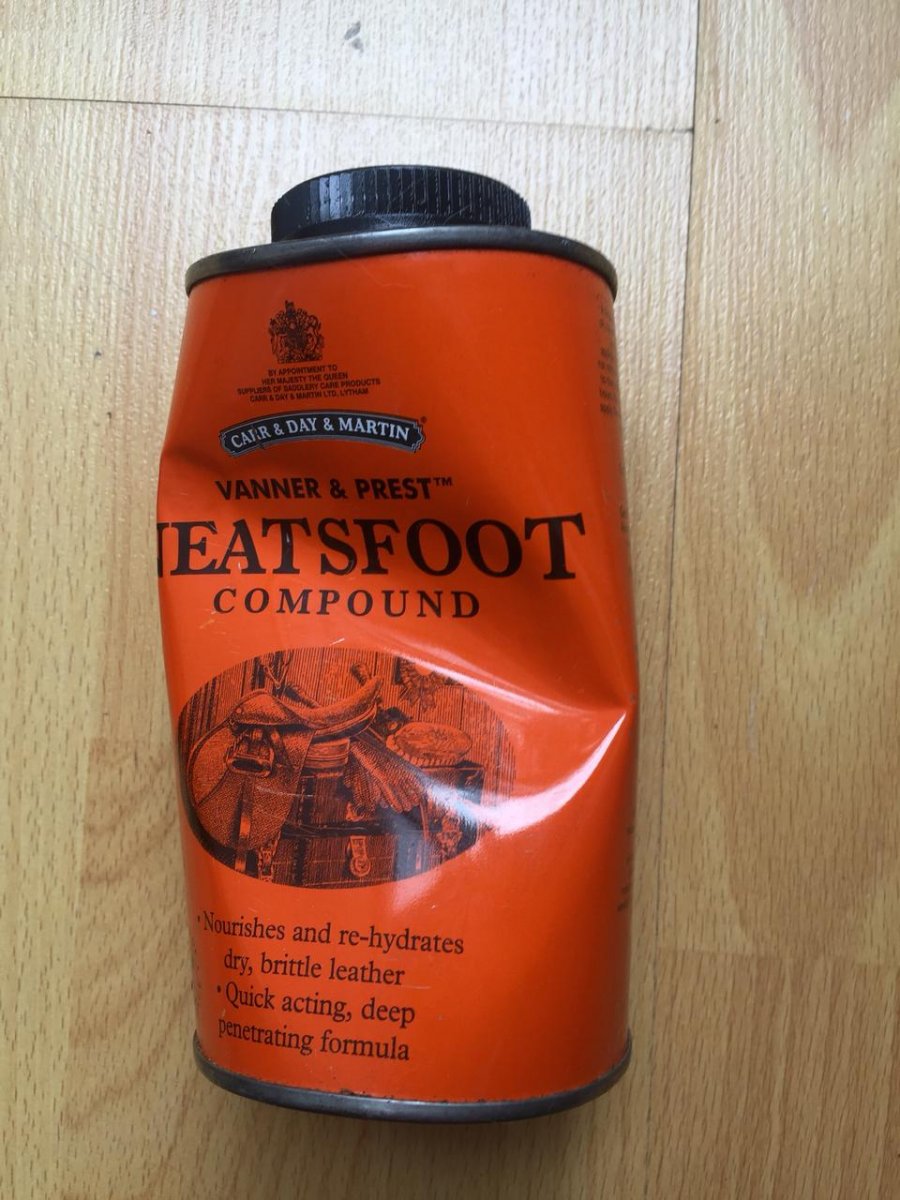 BY APPOINTMENT TO
HER MAJESTY THE QUEEN
SUPPLIERS OF SADDLERY CARE PRODUCTS
CARR & DAY & MARTIN LTD, LYTHAM
CARR & DAY & MARTIN®
VANNER & PREST™
NEATSFOOT
COMPOUND
• Nourishes and re-hydrates
dry, brittle leather
• Quick acting, deep
penetrating formula